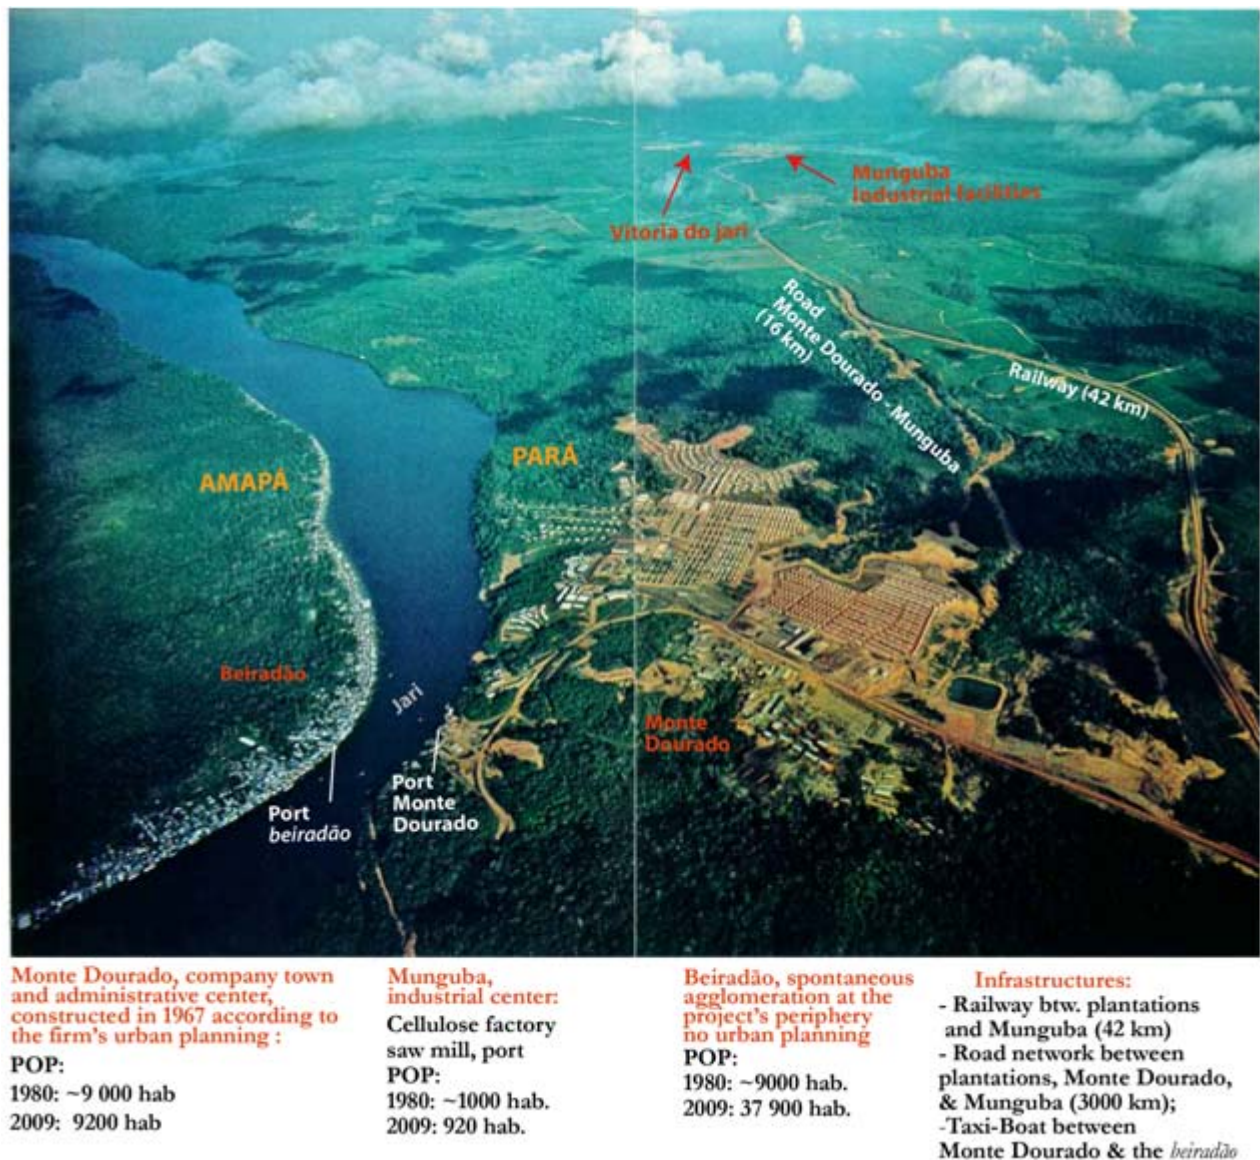 Munguba
industrial facilities
Vitoria do jari
Road
Monte Dourado - Munguba
(16 km)
Railway (42 km)
PARÁ
AMAPÁ
Beiradão
Jari
Monte
Dourado
Port
Monte
Dourado
Port
beiradão
Monte Dourado, company town
and administrative center,
constructed in 1967 according to
the firm's urban planning :
POP:
1980: ~9 000 hab
2009: 9200 hab
Munguba,
industrial center:
Cellulose factory
saw mill, port
POP:
1980: ~1000 hab.
2009: 920 hab.
Beiradão, spontaneous
agglomeration at the
project's periphery
no urban planning
POP:
1980: ~9000 hab.
2009: 37 900 hab.
Infrastructures:
- Railway btw. plantations
and Munguba (42 km)
- Road network between
plantations, Monte Dourado,
& Munguba (3000 km);
-Taxi-Boat between
Monte Dourado & the beiradão